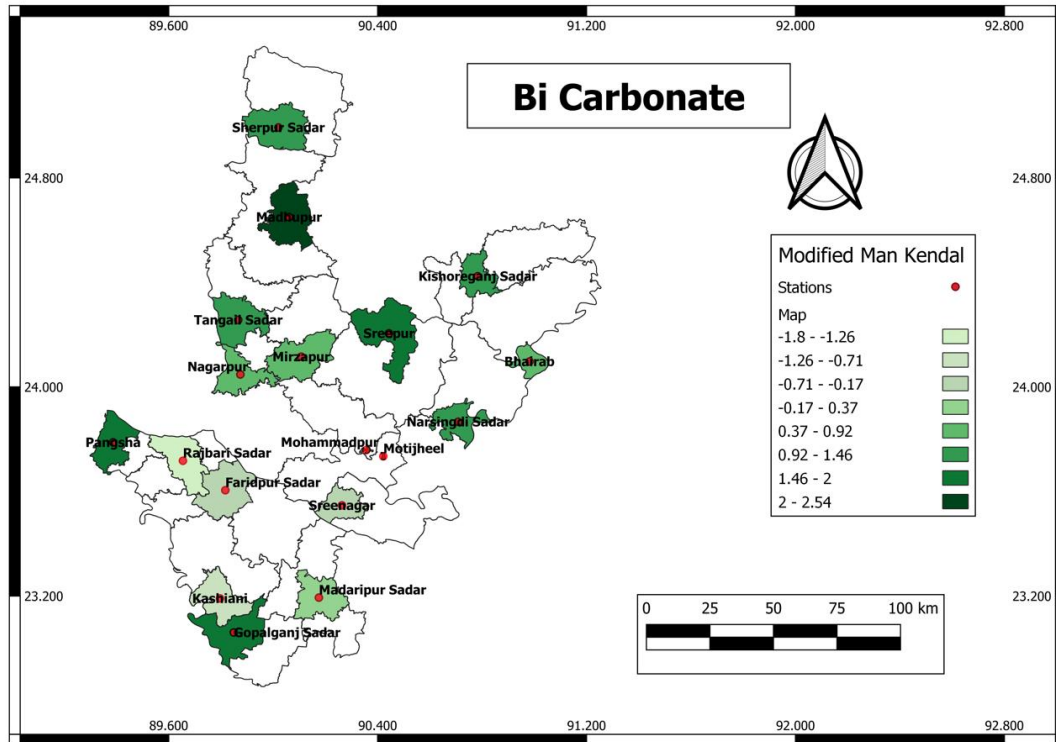 89.600 90.400 91.200 92.000 92.800
Bi Carbonate
Sherpur Sadar
24.800 24.800
Madhupur
Kishoreganj Sadar
Tangail Sadar
Sreepur
Mirzapur
Nagarpur
Bhairab
24.000 24.000
Narsingdi Sadar
Pangsha
Mohammadpur
Motijheel
Rajbari Sadar
Faridpur Sadar
Sreenagar
Kashiani
Madaripur Sadar
23.200 23.200
Gopalganj Sadar
Modified Man Kendal
Stations
Map
-1.8 - -1.26
-1.26 - -0.71
-0.71 - -0.17
-0.17 - 0.37
0.37 - 0.92
0.92 - 1.46
1.46 - 2
2 - 2.54
0 25 50 75 100 km
89.600 90.400 91.200 92.000 92.800